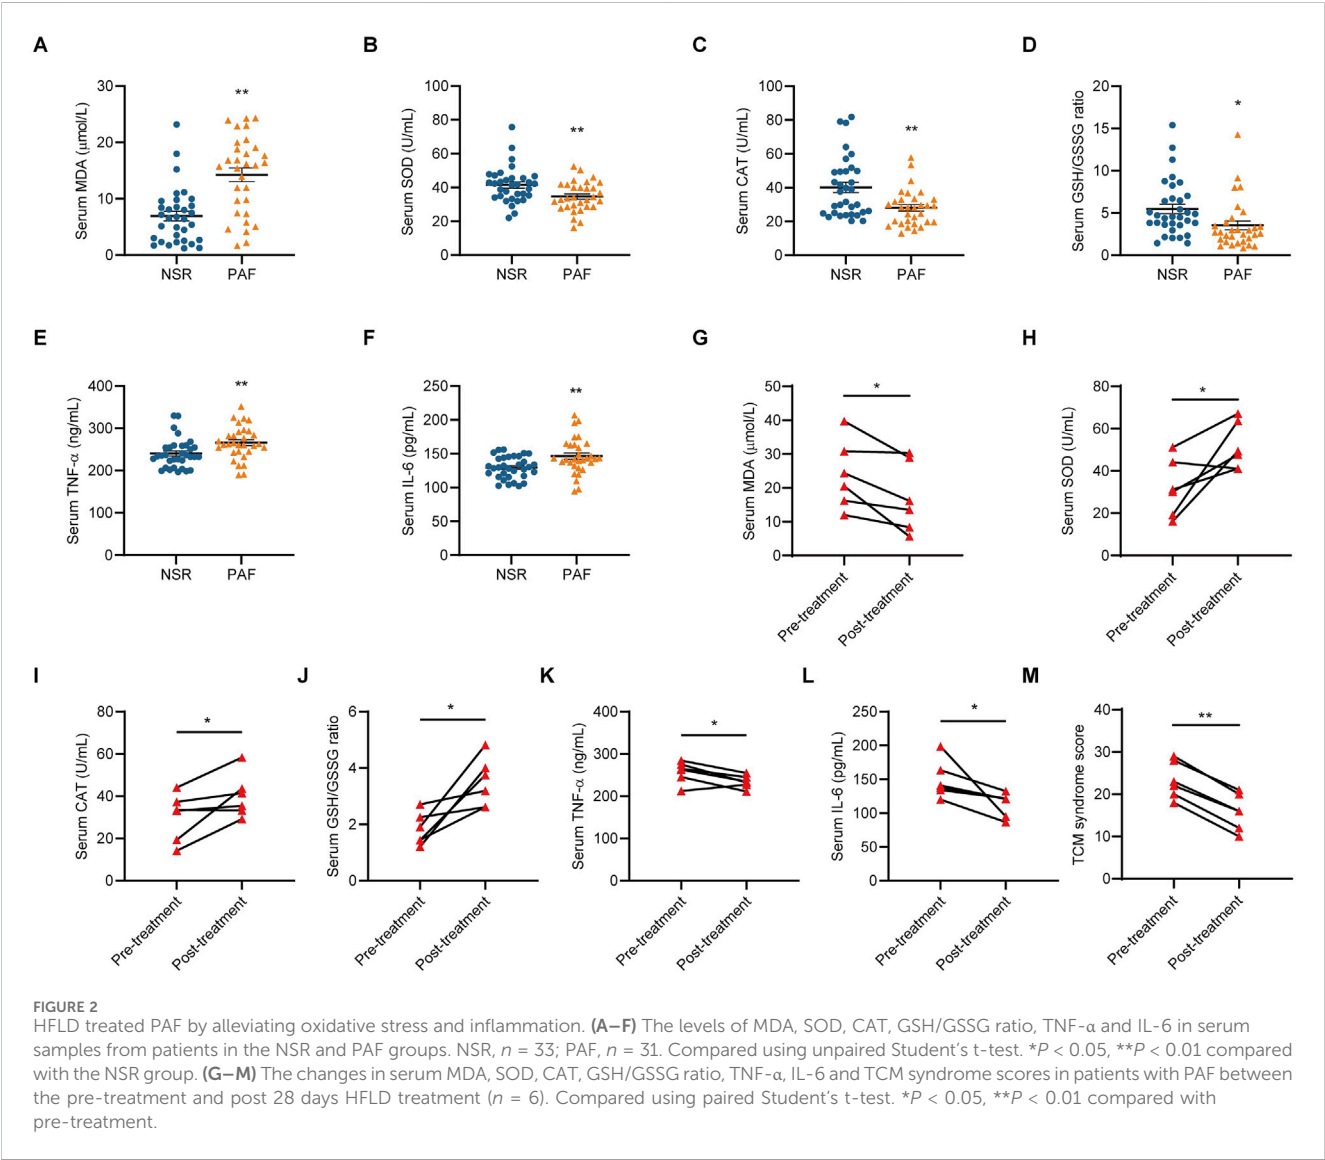 A
B
C
D
Serum MDA (μmol/L)
30
20
10
0
**
NSR
PAF
Serum SOD (U/mL)
100
80
60
40
20
0
**
NSR
PAF
Serum CAT (U/mL)
100
80
60
40
20
0
**
NSR
PAF
Serum GSH/GSSG ratio
20
15
10
5
0
*
NSR
PAF
E
F
G
H
Serum TNF-α (ng/mL)
400
300
200
100
0
**
NSR
PAF
Serum IL-6 (pg/mL)
250
200
150
100
50
0
**
NSR
PAF
Serum MDA (μmol/L)
50
40
30
20
10
0
*
Pre-treatment
Post-treatment
Serum SOD (U/mL)
80
60
40
20
0
*
Pre-treatment
Post-treatment
I
J
K
L
M
Serum CAT (U/mL)
80
60
40
20
0
*
Pre-treatment
Post-treatment
Serum GSH/GSSG ratio
6
4
2
0
*
Pre-treatment
Post-treatment
Serum TNF-α (ng/mL)
400
300
200
100
0
*
Pre-treatment
Post-treatment
Serum IL-6 (pg/mL)
250
200
150
100
50
0
*
Pre-treatment
Post-treatment
TCM syndrome score
40
30
20
10
0
**
Pre-treatment
Post-treatment
FIGURE 2
HFLD treated PAF by alleviating oxidative stress and inflammation. (A–F) The levels of MDA, SOD, CAT, GSH/GSSG ratio, TNF-α and IL-6 in serum
samples from patients in the NSR and PAF groups. NSR, n = 33; PAF, n = 31. Compared using unpaired Student's t-test. *P < 0.05, **P < 0.01 compared
with the NSR group. (G–M) The changes in serum MDA, SOD, CAT, GSH/GSSG ratio, TNF-α, IL-6 and TCM syndrome scores in patients with PAF between
the pre-treatment and post 28 days HFLD treatment (n = 6). Compared using paired Student's t-test. *P < 0.05, **P < 0.01 compared with
pre-treatment.